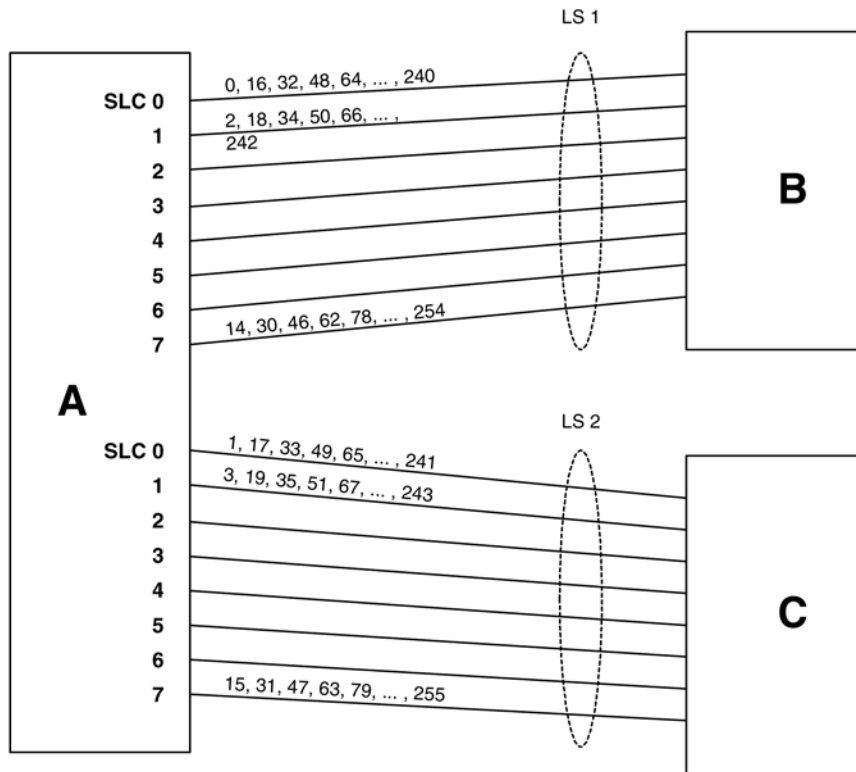 LS 1
0, 16, 32, 48, 64, ... , 240
SLC 0
2, 18, 34, 50, 66, ... ,
242
1
2
B
3
4
5
6
14, 30, 46, 62, 78, ... , 254
7
A
LS 2
SLC 0
1, 17, 33, 49, 65, ... , 241
1
3, 19, 35, 51, 67, ... , 243
2
3
4
C
5
6
7
15, 31, 47, 63, 79, ... , 255